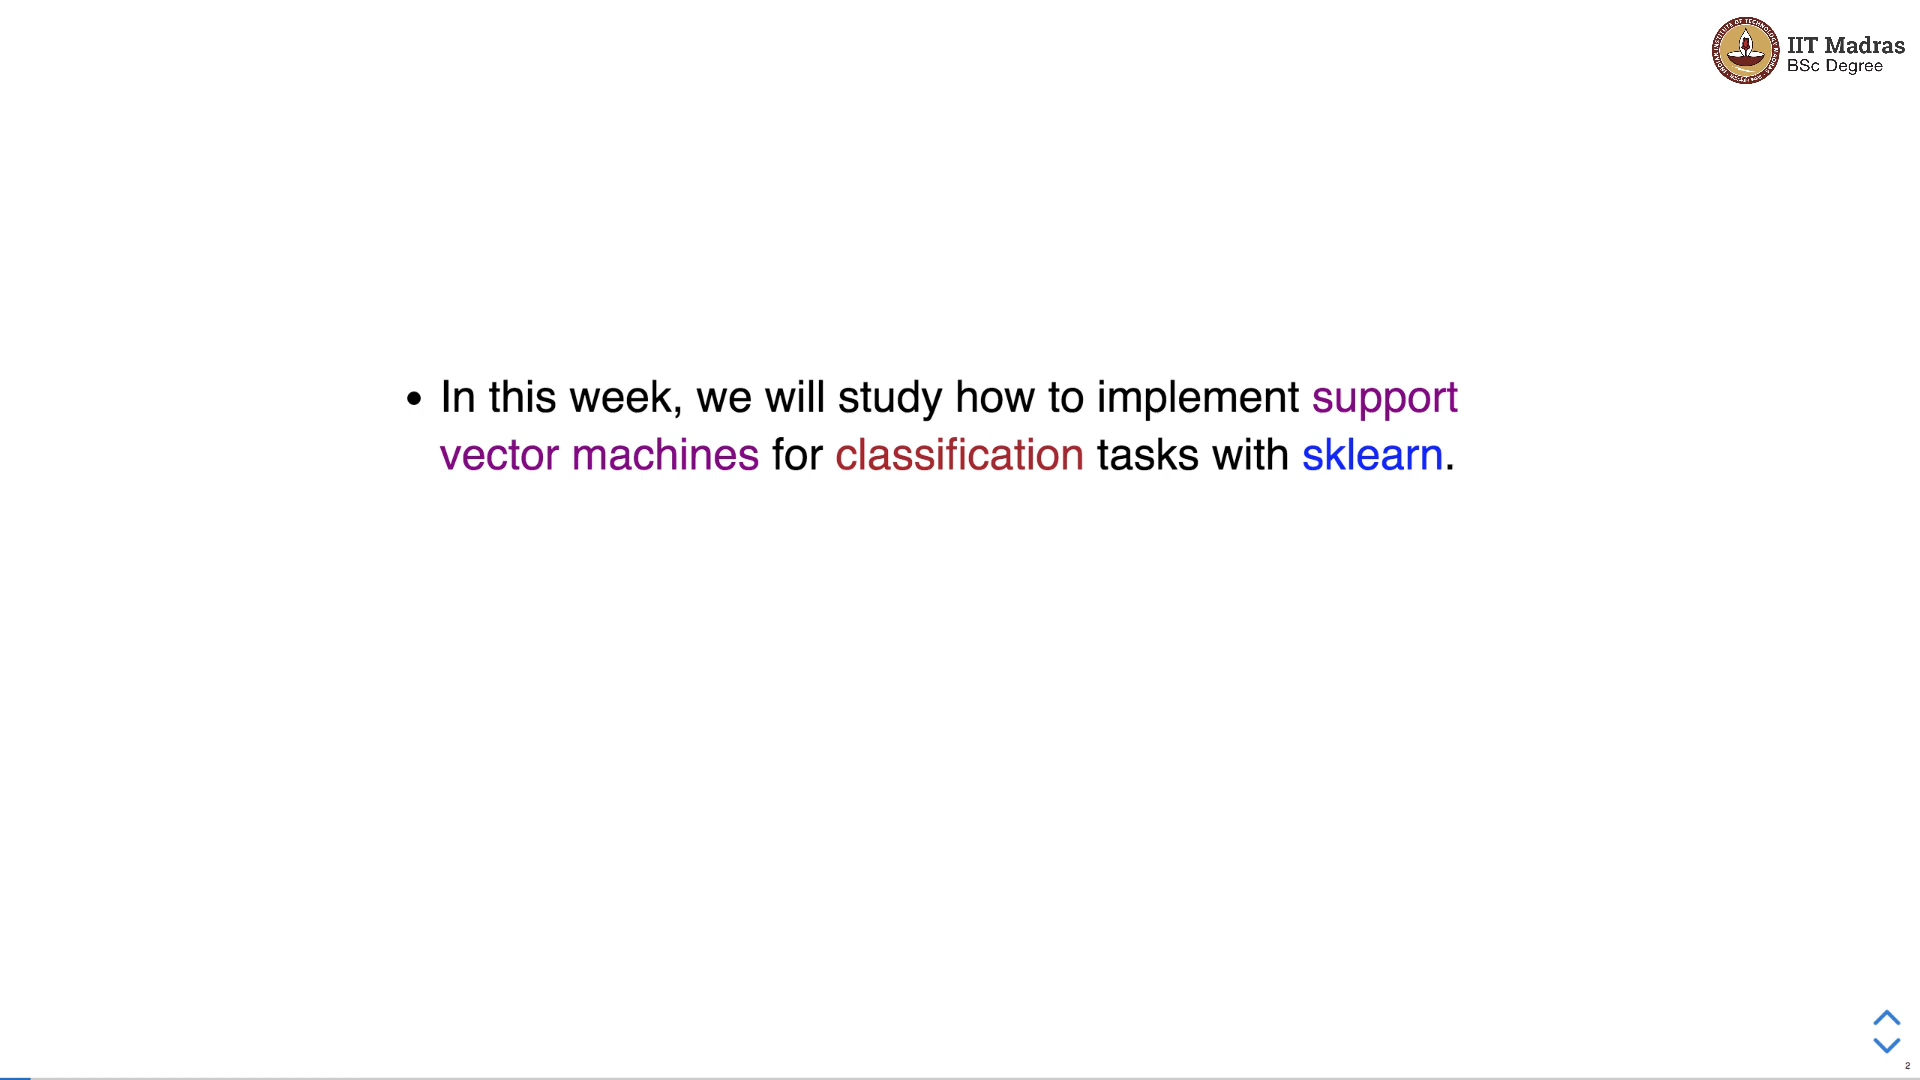 IIT Madras
BSc Degree
• In this week, we will study how to implement support
vector machines for classification tasks with sklearn.
2